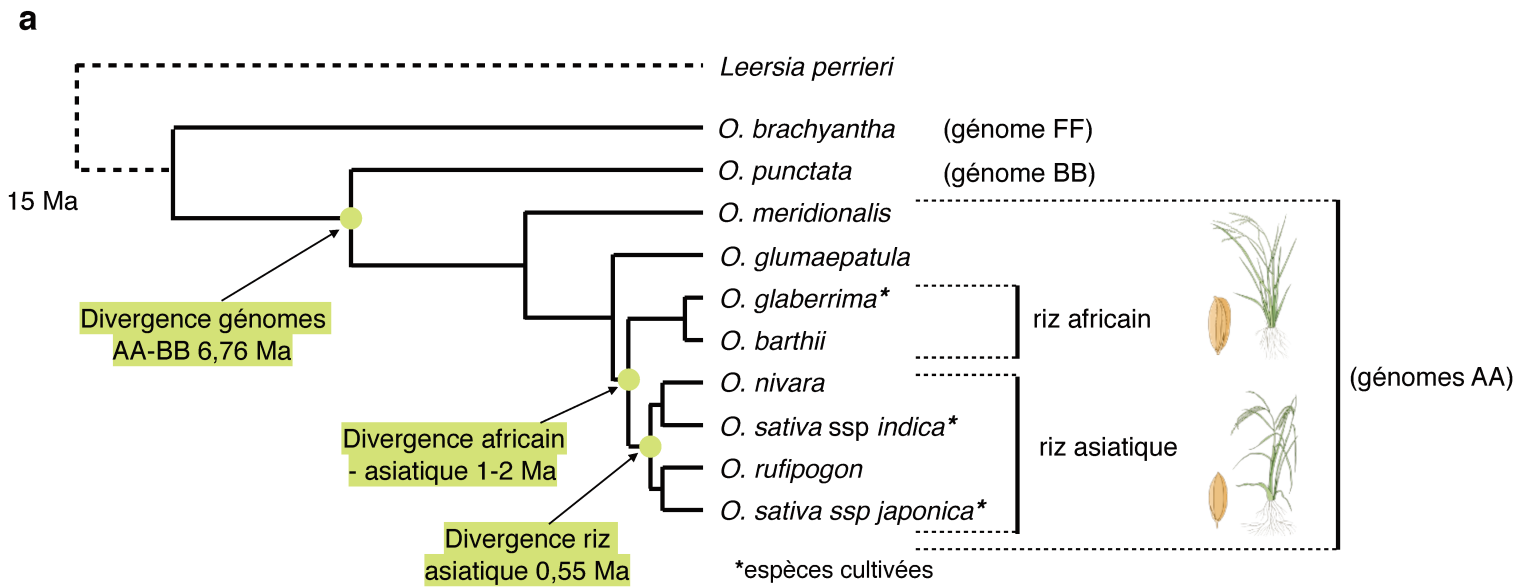 a
Leersia perrieri
O. brachyantha (génome FF)
O. punctata (génome BB)
15 Ma
O. meridionalis
O. glumaepatula
O. glaberrima*
riz africain
O. barthii
Divergence génomes
AA-BB 6,76 Ma
(génomes AA)
O. nivara
O. sativa ssp indica*
riz asiatique
Divergence africain
- asiatique 1-2 Ma
O. rufipogon
O. sativa ssp japonica*
Divergence riz
asiatique 0,55 Ma
*espèces cultivées